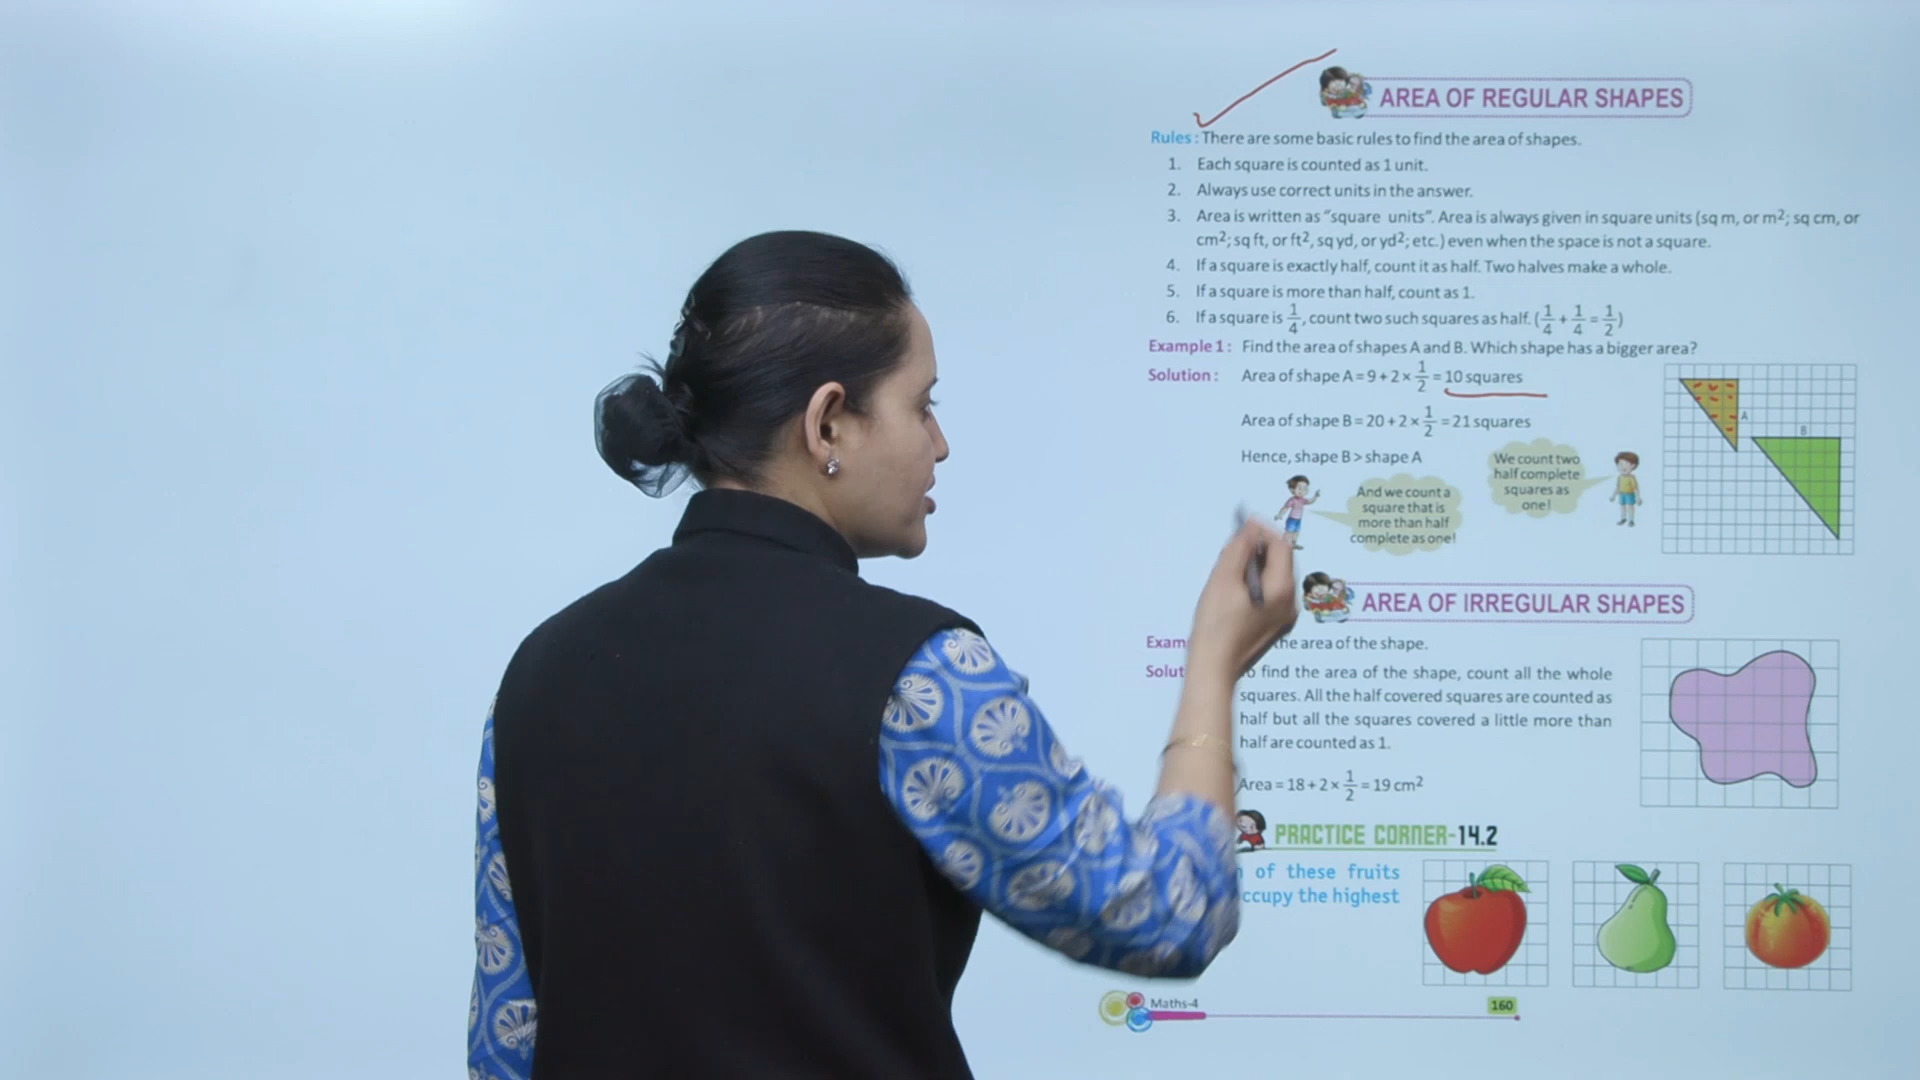 AREA OF REGULAR SHAPES
Rules : There are some basic rules to find the area of shapes.
1. Each square is counted as 1 unit.
2. Always use correct units in the answer.
3. Area is written as "square units". Area is always given in square units (sq m, or m²; sq cm, or
cm²; sq ft, or ft², sq yd, or yd²; etc.) even when the space is not a square.
4. If a square is exactly half, count it as half. Two halves make a whole.
5. If a square is more than half, count as 1.
6. If a square is 1/4, count two such squares as half. (1/4 + 1/4 = 1/2)
Example 1 : Find the area of shapes A and B. Which shape has a bigger area?
Solution : Area of shape A = 9 + 2 × 1/2 = 10 squares
A
Area of shape B = 20 + 2 × 1/2 = 21 squares
B
Hence, shape B > shape A
And we count a
square that is
more than half
complete as one!
We count two
half complete
squares as
one!
AREA OF IRREGULAR SHAPES
Exam he area of the shape.
Solut o find the area of the shape, count all the whole
squares. All the half covered squares are counted as
half but all the squares covered a little more than
half are counted as 1.
Area = 18 + 2 × 1/2 = 19 cm²
PRACTICE CORNER-14.2
of these fruits
ccupy the highest
Maths-4
160